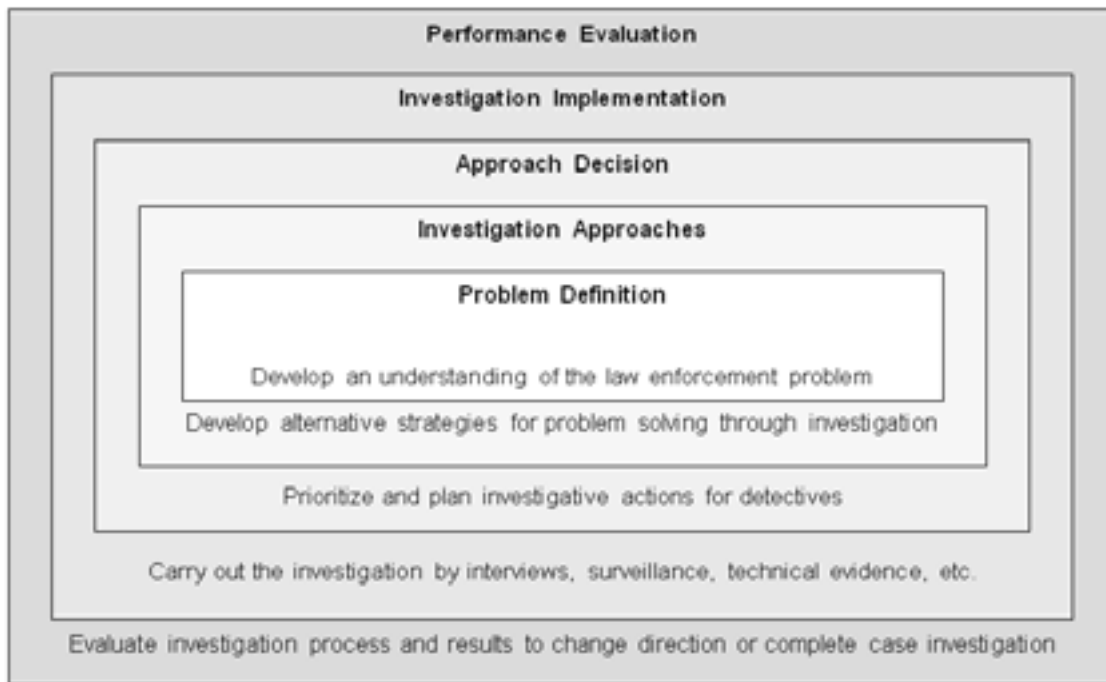 Performance Evaluation
Investigation Implementation
Approach Decision
Investigation Approaches
Problem Definition
Develop an understanding of the law enforcement problem
Develop alternative strategies for problem solving through investigation
Prioritize and plan investigative actions for detectives
Carry out the investigation by interviews, surveillance, technical evidence, etc.
Evaluate investigation process and results to change direction or complete case investigation